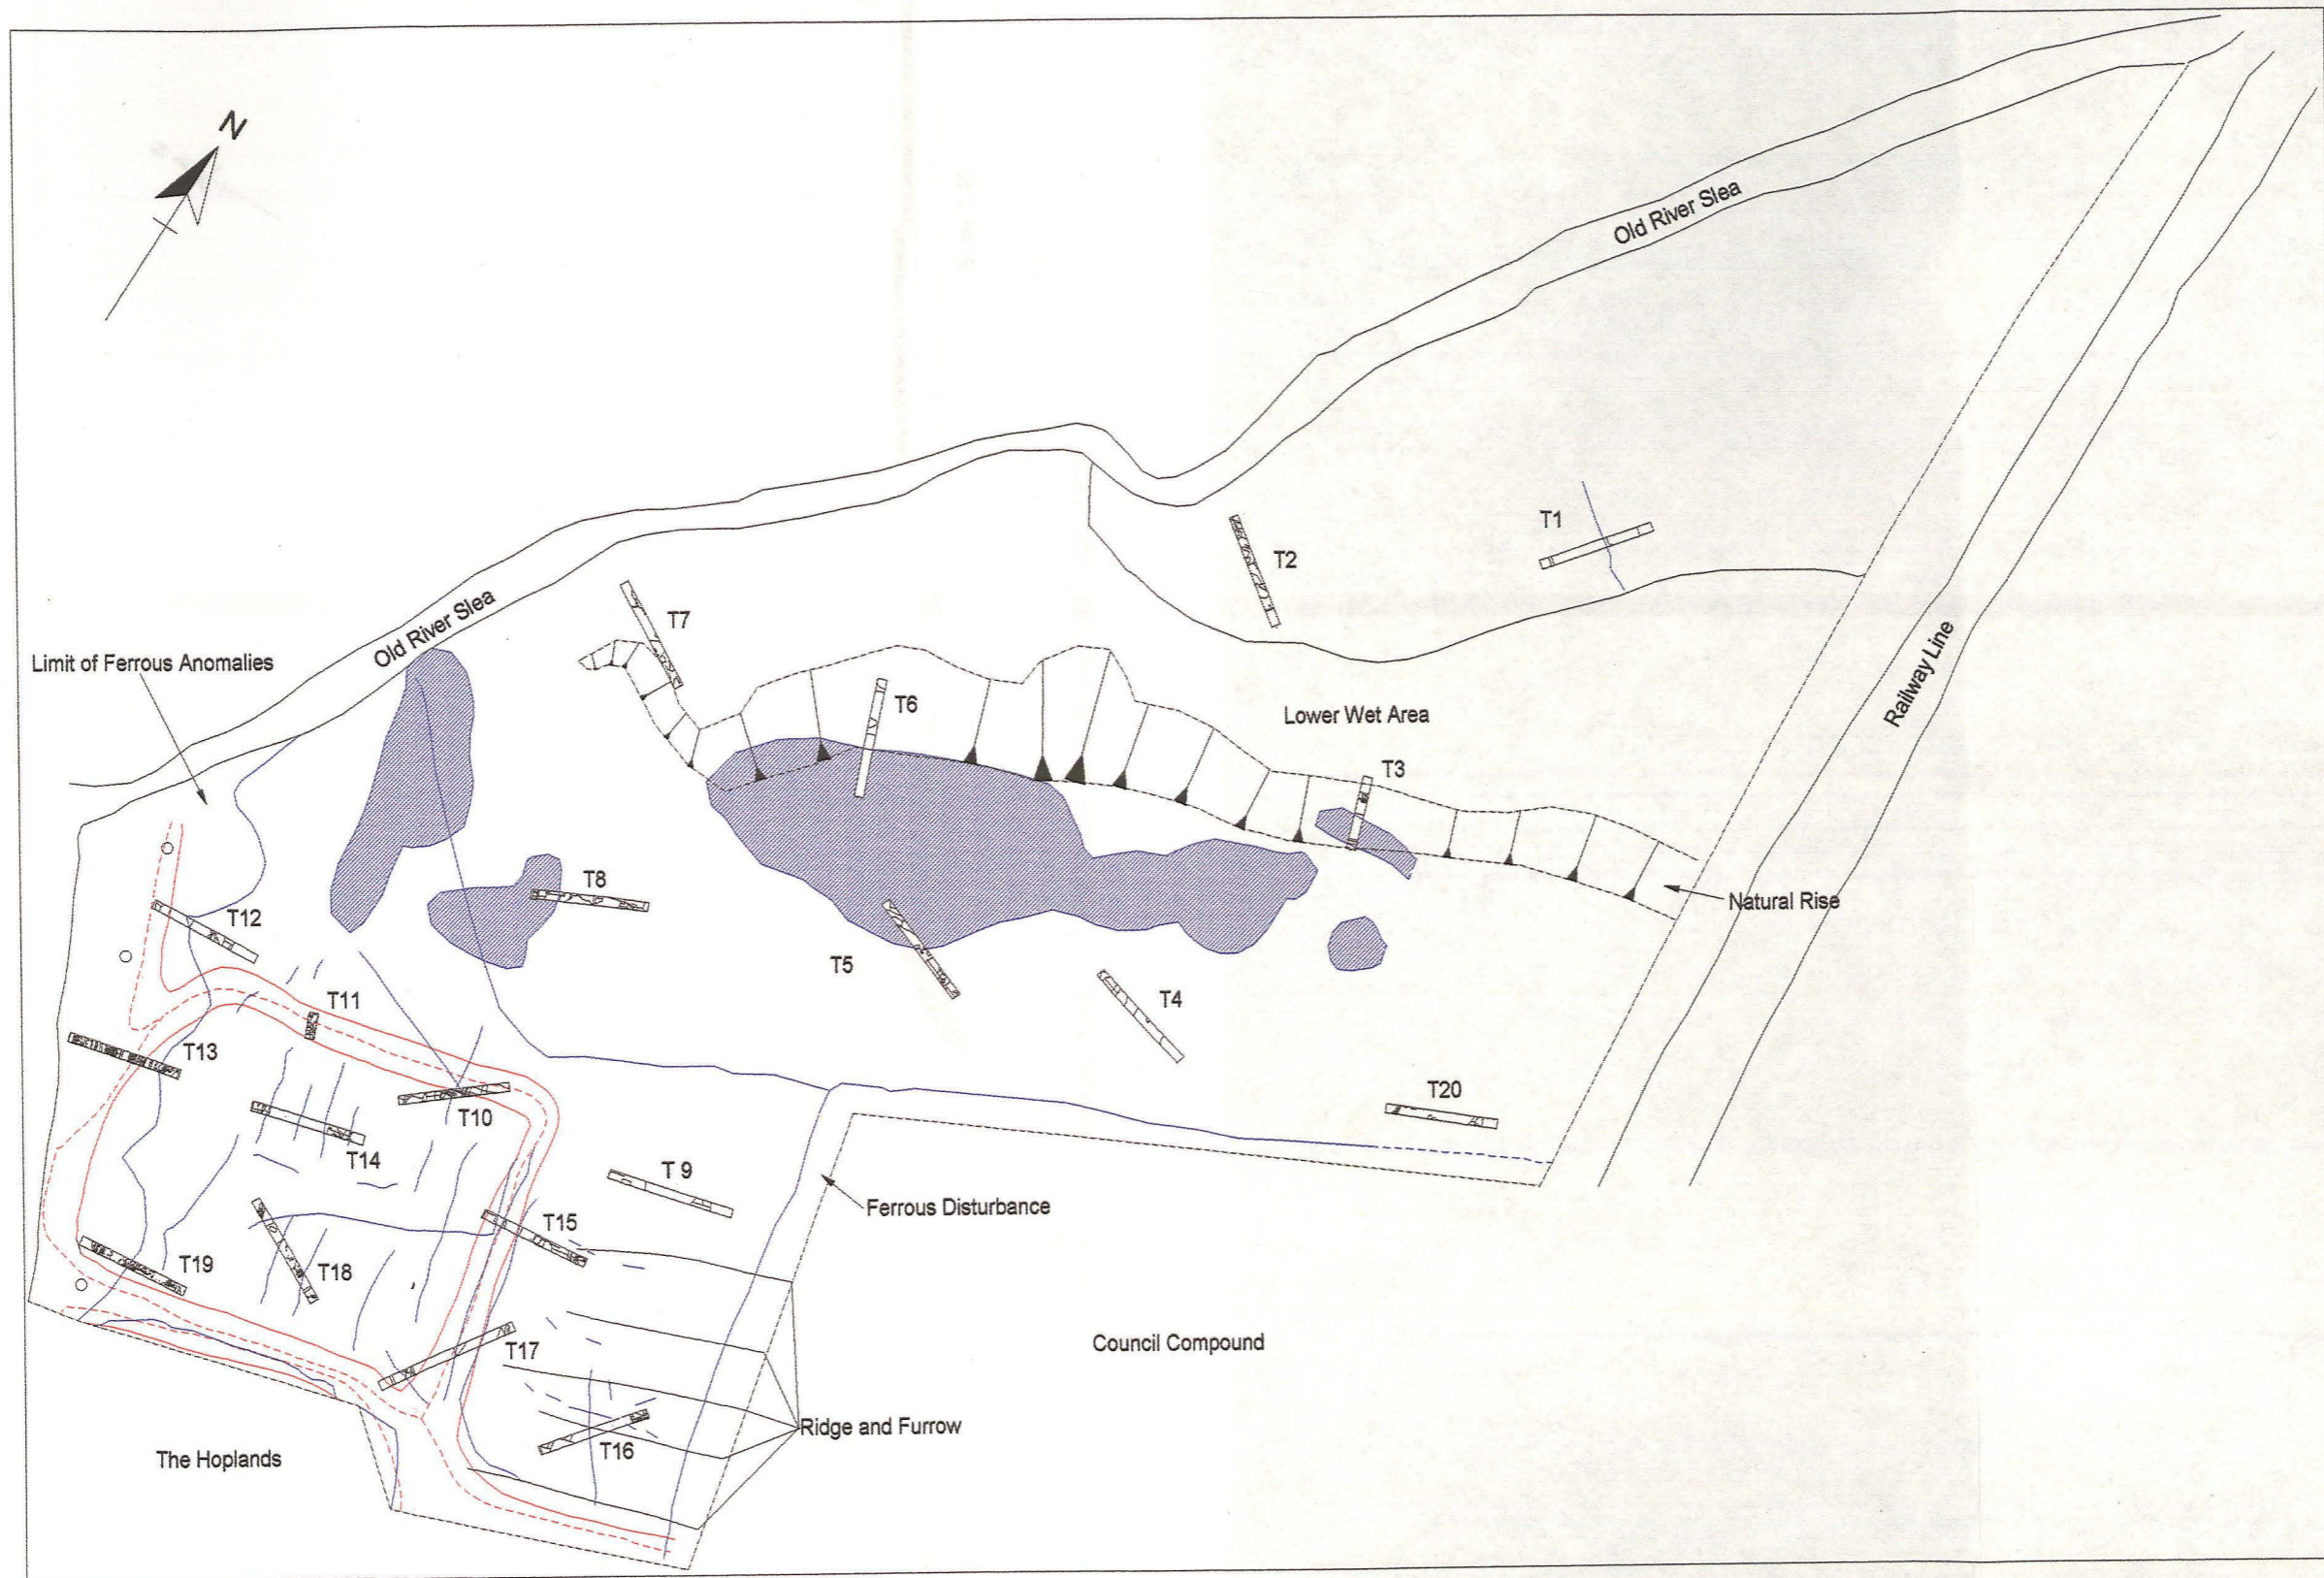 N
Old River Slea
T1
T2
Old River Slea
T7
Limit of Ferrous Anomalies
Railway Line
T6
Lower Wet Area
T3
T8
Natural Rise
T12
T5
T4
T11
T13
T20
T10
T14
T 9
Ferrous Disturbance
T15
T19
T18
Council Compound
T17
Ridge and Furrow
T16
The Hoplands